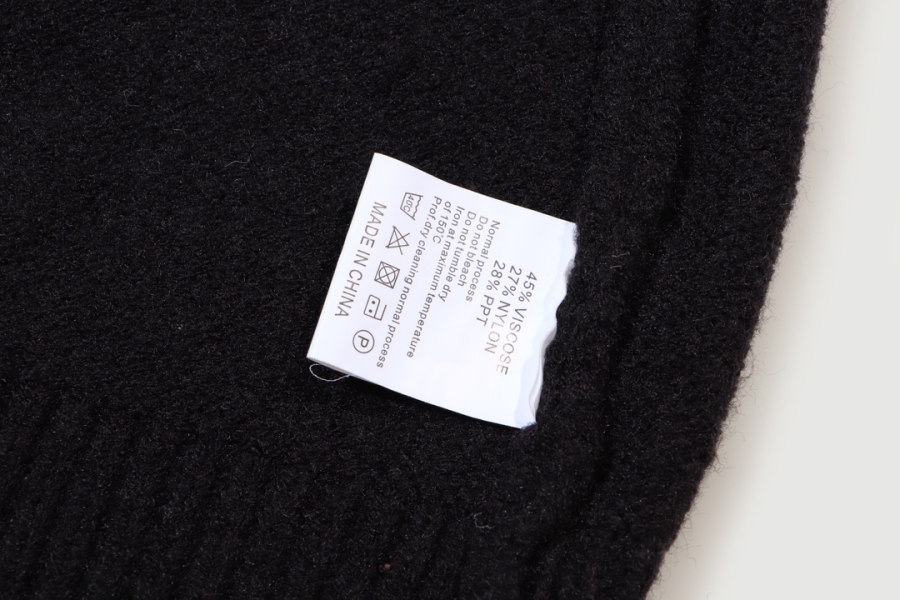 45% VISCOSE
27% NYLON
28% PPT
Normal process
Do not bleach
Do not tumble dry
Iron at maximum temperature
of 150°C
Prof.dry cleaning normal process
40°C
P
MADE IN CHINA